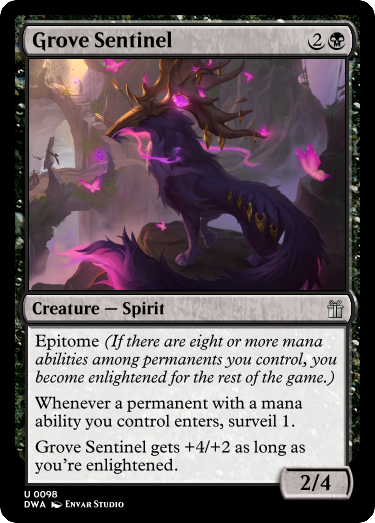 Grove Sentinel 2
Creature — Spirit
Epitome (If there are eight or more mana
abilities among permanents you control, you
become enlightened for the rest of the game.)
Whenever a permanent with a mana
ability you control enters, surveil 1.
Grove Sentinel gets +4/+2 as long as
you're enlightened.
2/4
U 0098
DWA ENVAR STUDIO